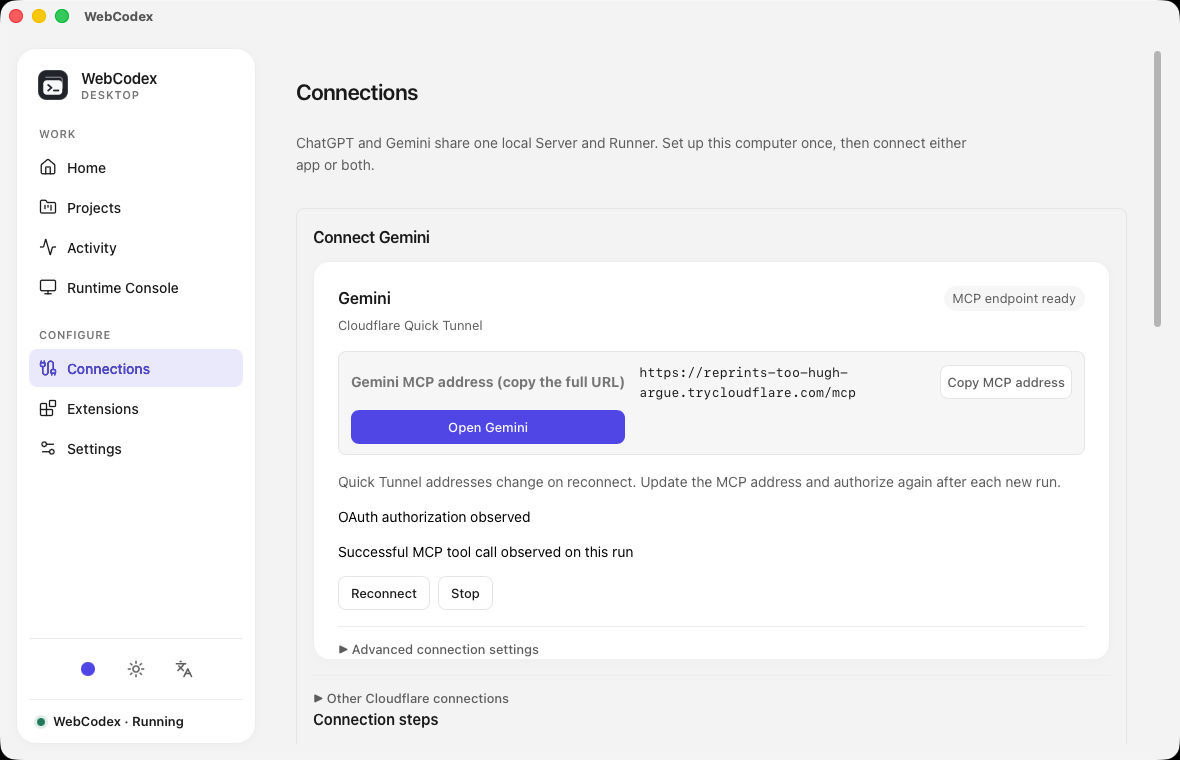 WebCodex
WebCodex
DESKTOP
WORK
Home
Projects
Activity
Runtime Console
CONFIGURE
Connections
Extensions
Settings
WebCodex · Running
Connections
ChatGPT and Gemini share one local Server and Runner. Set up this computer once, then connect either
app or both.
Connect Gemini
Gemini
MCP endpoint ready
Cloudflare Quick Tunnel
Gemini MCP address (copy the full URL)
https://reprints-too-hugh-
argue.trycloudflare.com/mcp
Copy MCP address
Open Gemini
Quick Tunnel addresses change on reconnect. Update the MCP address and authorize again after each new run.
OAuth authorization observed
Successful MCP tool call observed on this run
Reconnect
Stop
Advanced connection settings
Other Cloudflare connections
Connection steps